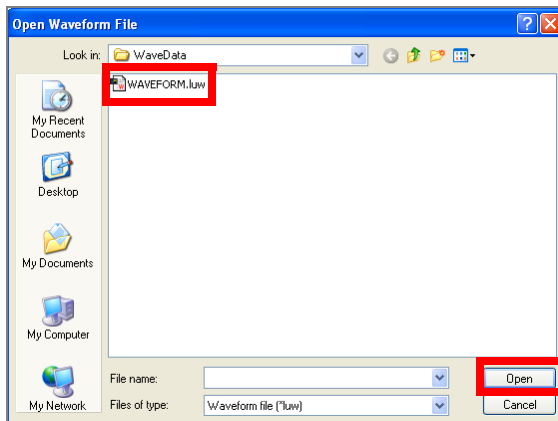 Open Waveform File
Look in: WaveData
WAVEFORM.luw
My Recent
Documents
Desktop
My Documents
My Computer
My Network
File name:
Open
Files of type: Waveform file (*luw)
Cancel